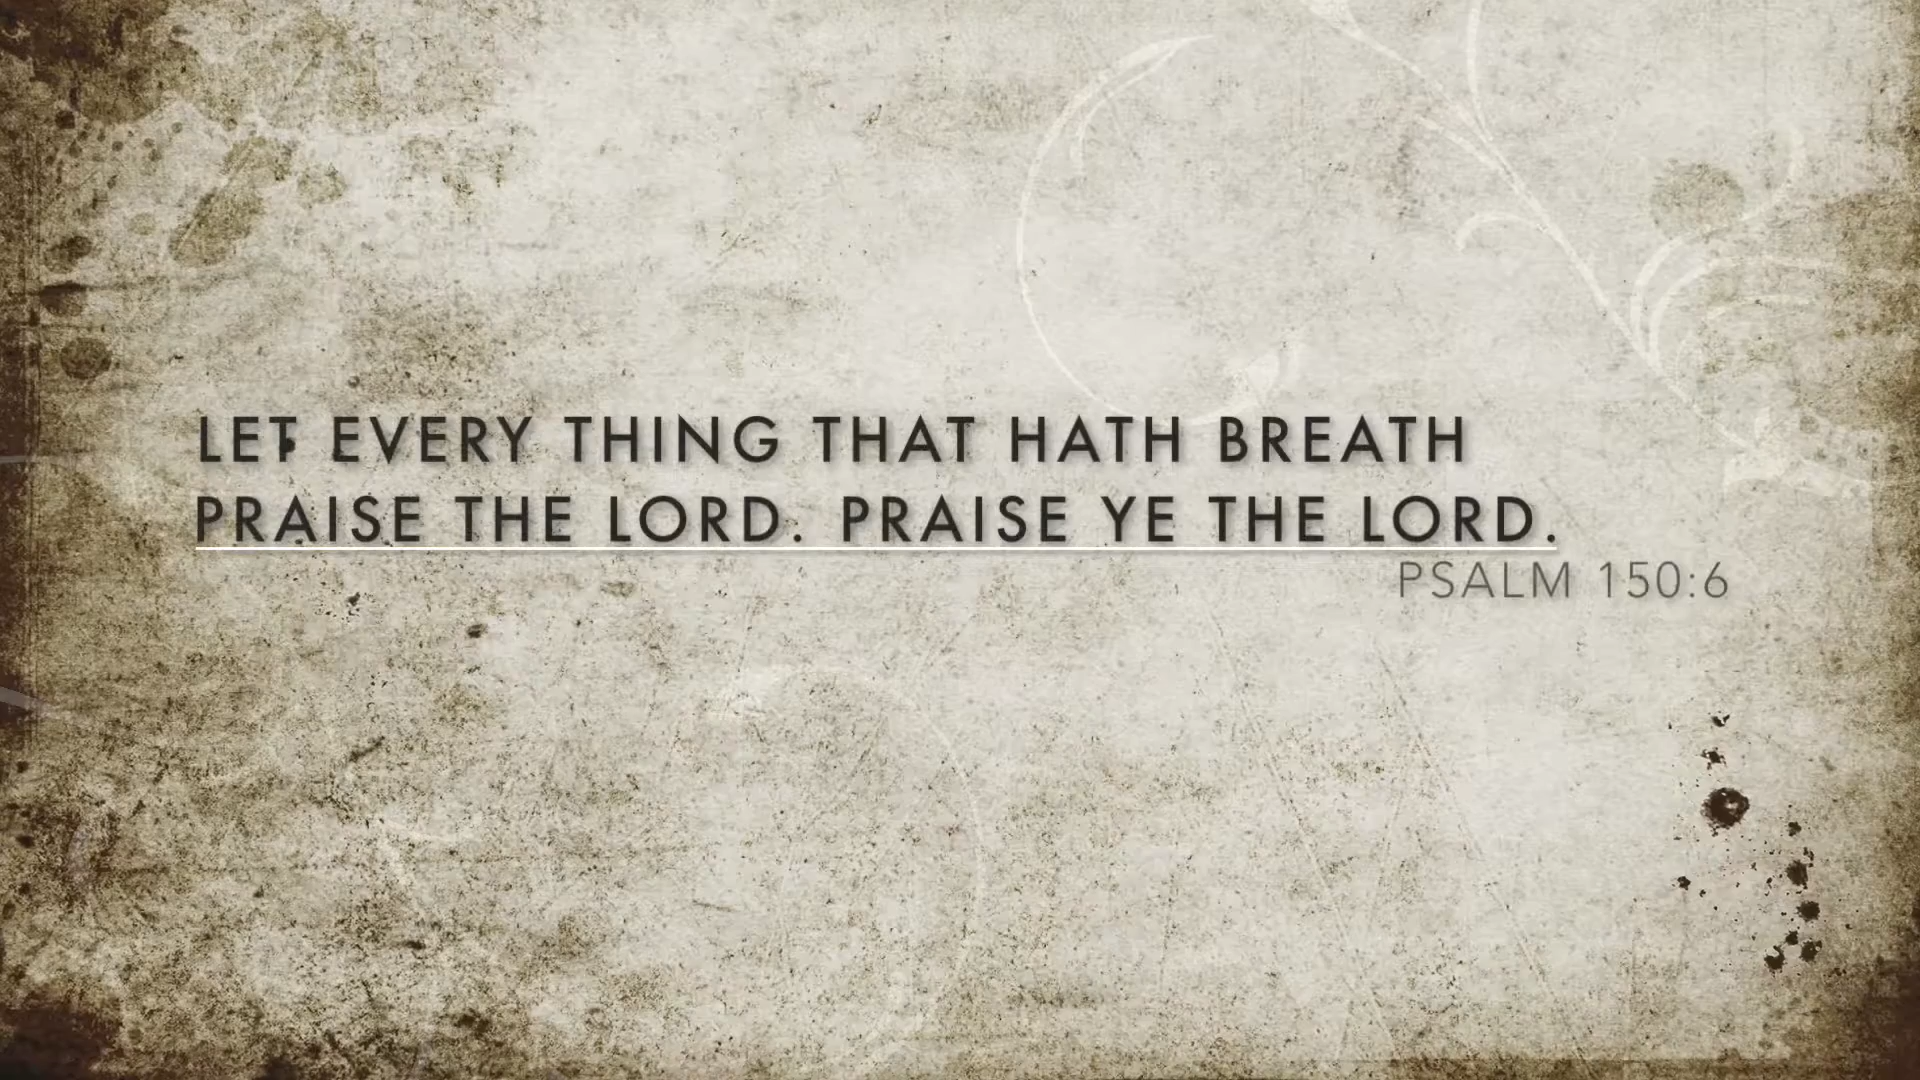 LET EVERY THING THAT HATH BREATH
PRAISE THE LORD. PRAISE YE THE LORD.
PSALM 150:6